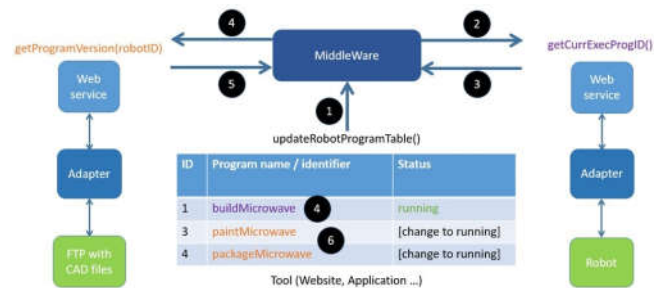 4
2
getProgramVersion(robotID)
MiddleWare
getCurrExecProgID()
5
3
Web
service
1
Web
service
updateRobotProgramTable()
ID Program name / identifier Status
Adapter
Adapter
1 buildMicrowave 4 running
3 paintMicrowave [change to running]
6
4 packageMicrowave [change to running]
FTP with
CAD files
Robot
Tool (Website, Application ...)